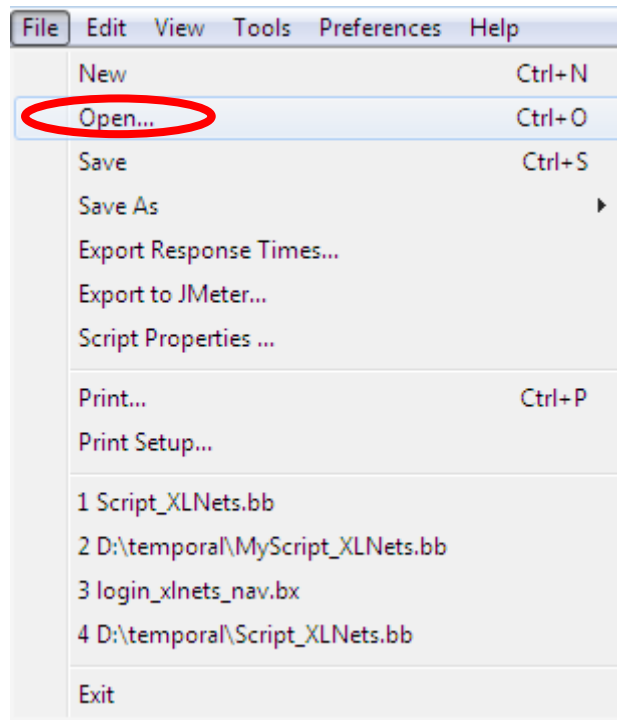 File Edit View Tools Preferences Help
New Ctrl+N
Open... Ctrl+O
Save Ctrl+S
Save As
Export Response Times...
Export to JMeter...
Script Properties ...
Print... Ctrl+P
Print Setup...
1 Script_XLNets.bb
2 D:\temporal\MyScript_XLNets.bb
3 login_xlnets_nav.bx
4 D:\temporal\Script_XLNets.bb
Exit